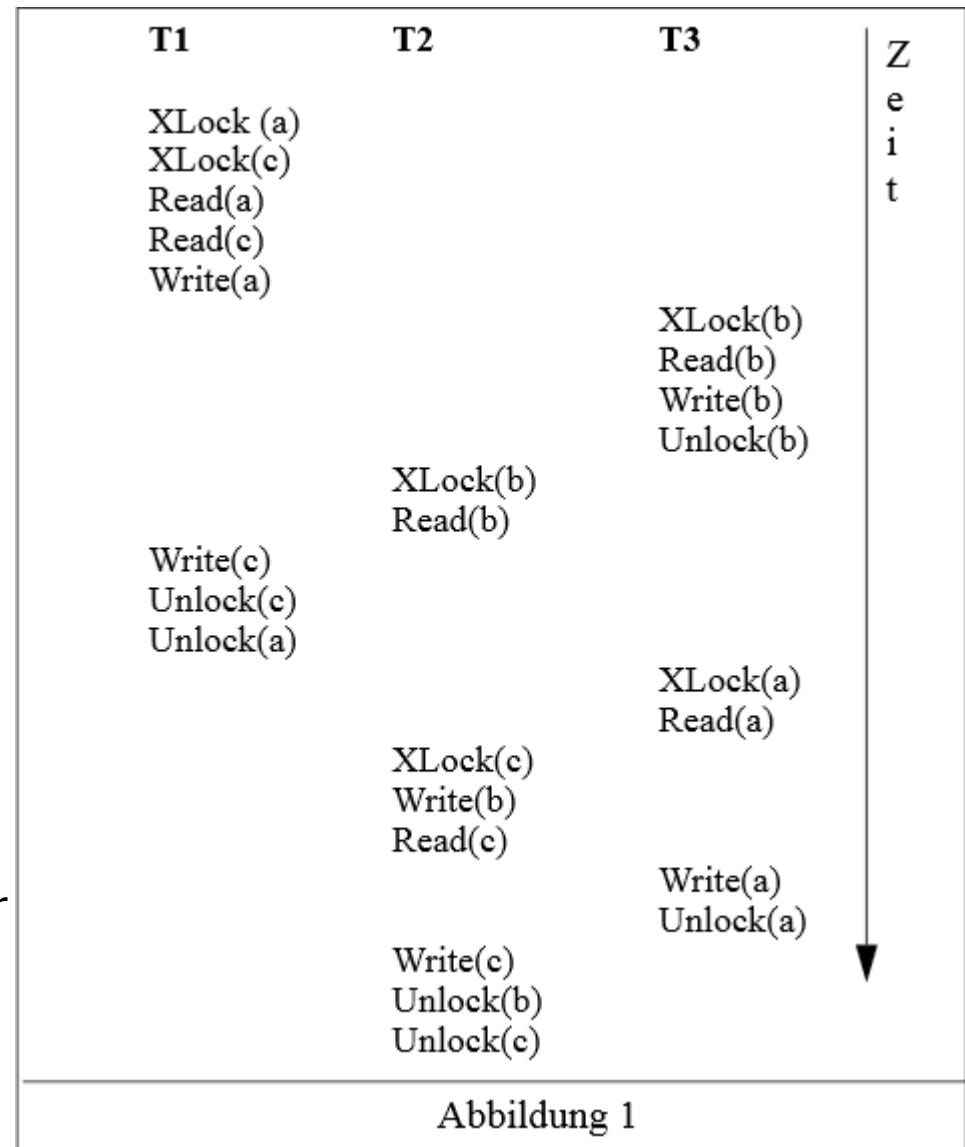 T1 T2 T3
Zeit
XLock (a)
XLock(c)
Read(a)
Read(c)
Write(a)
XLock(b)
Read(b)
Write(b)
Unlock(b)
XLock(b)
Read(b)
Write(c)
Unlock(c)
Unlock(a)
XLock(a)
Read(a)
XLock(c)
Write(b)
Read(c)
Write(a)
Unlock(a)
Write(c)
Unlock(b)
Unlock(c)
Abbildung 1